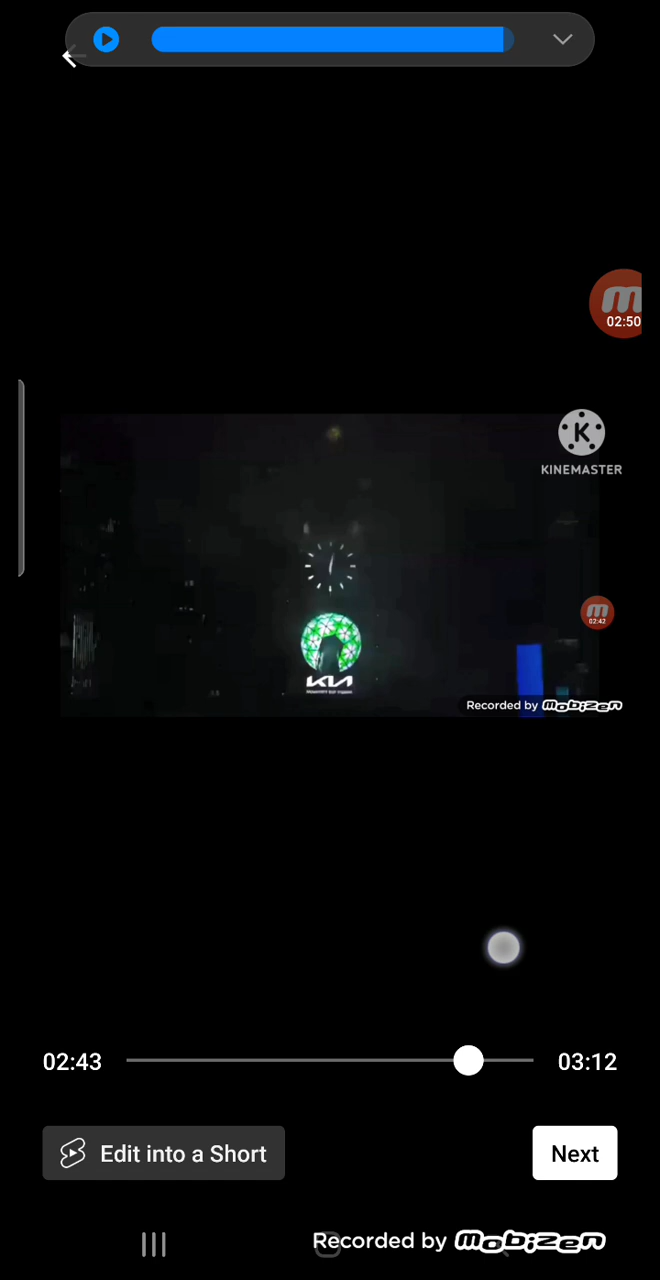 02:50
KINEMASTER
02:42
KIA
Recorded by mobizen
02:43
03:12
Edit into a Short
Next
Recorded by mobizen